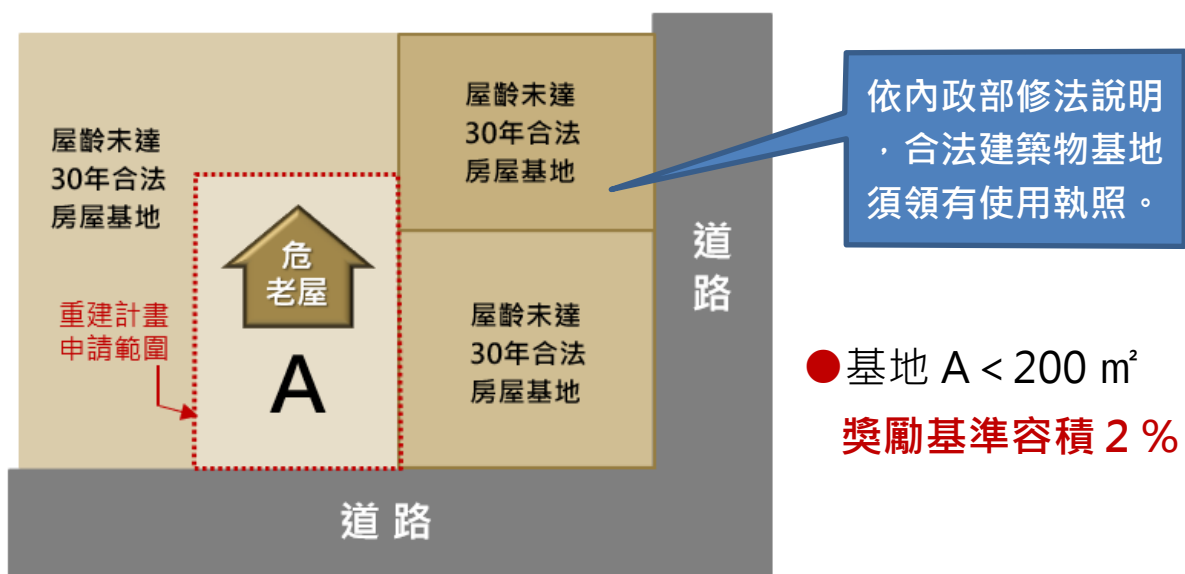 屋齡未達
30年合法
房屋基地
屋齡未達
30年合法
房屋基地
依內政部修法說明
，合法建築物基地
須領有使用執照。
危
老屋
A
重建計畫
申請範圍
屋齡未達
30年合法
房屋基地
道
路
道路
●基地 A < 200 ㎡
獎勵基準容積 2 %